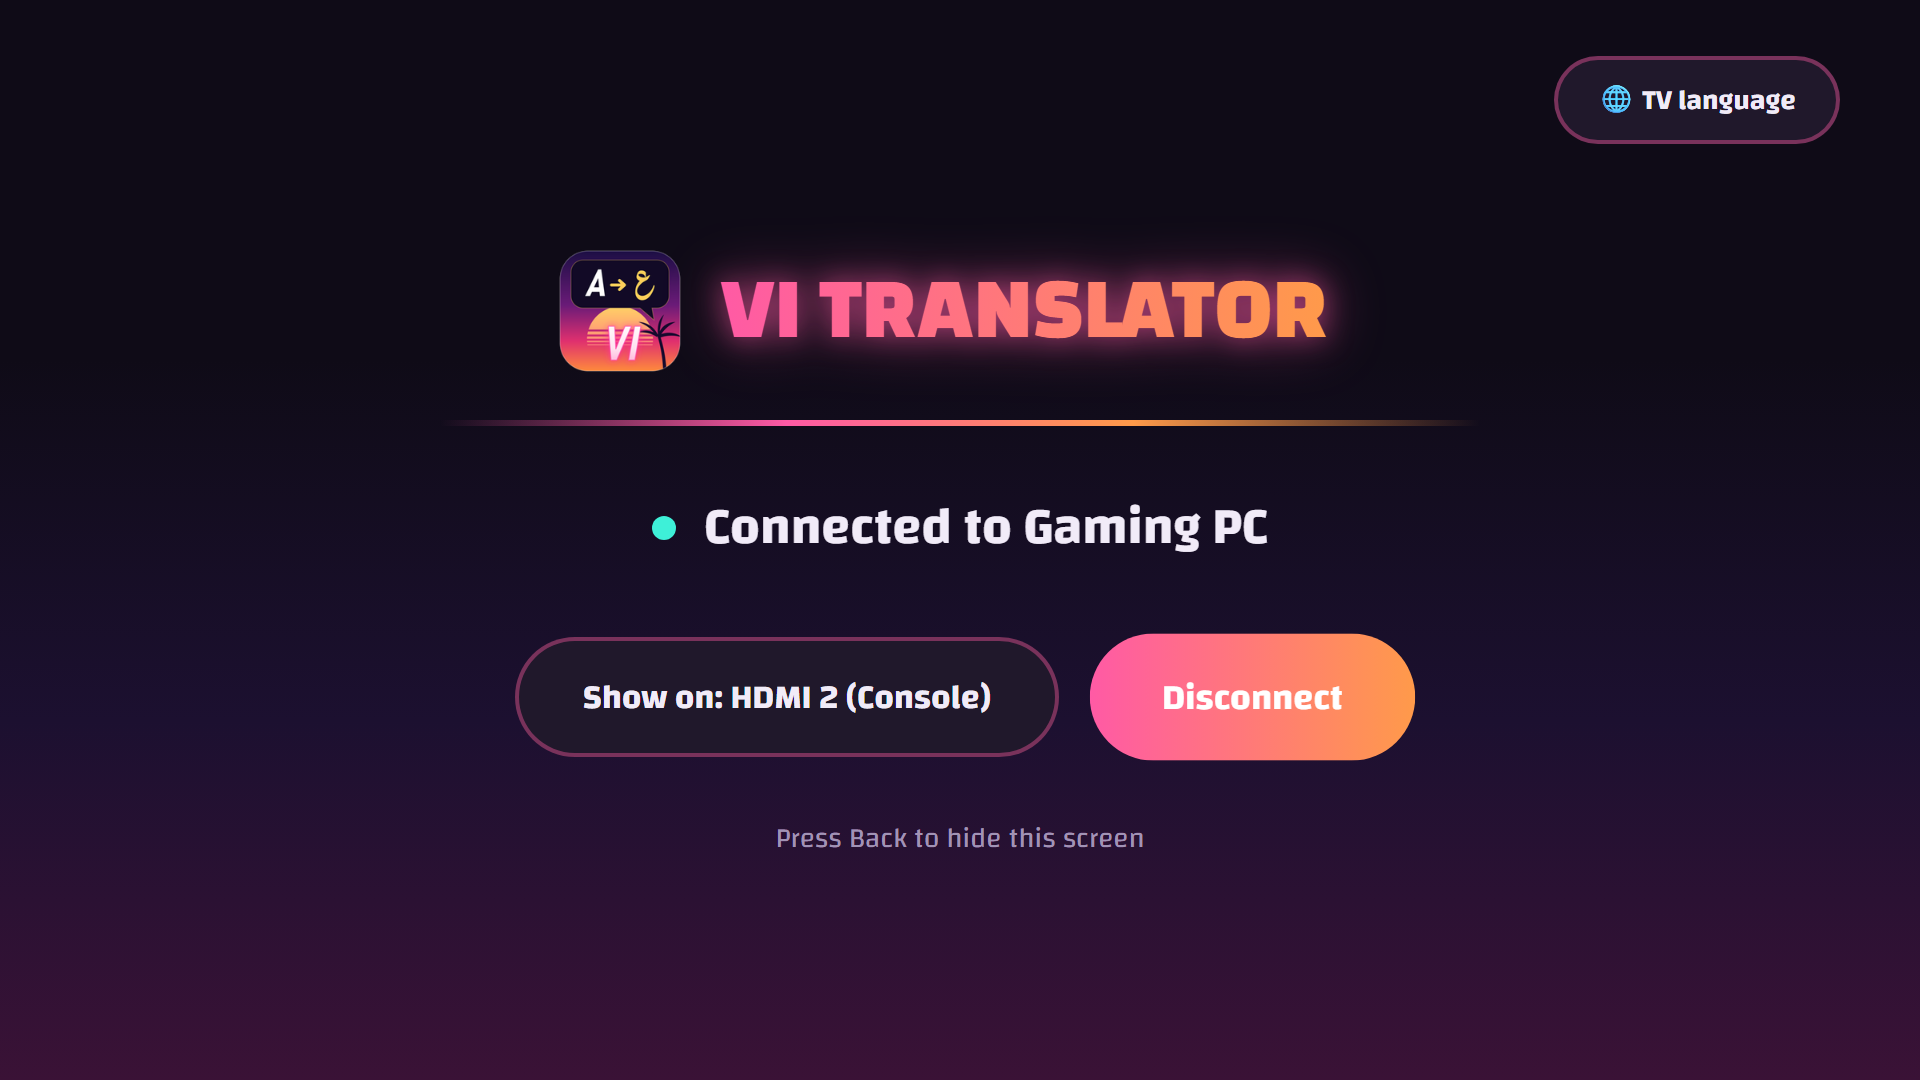 TV language
A→ع
VI
VI TRANSLATOR
Connected to Gaming PC
Show on: HDMI 2 (Console)
Disconnect
Press Back to hide this screen